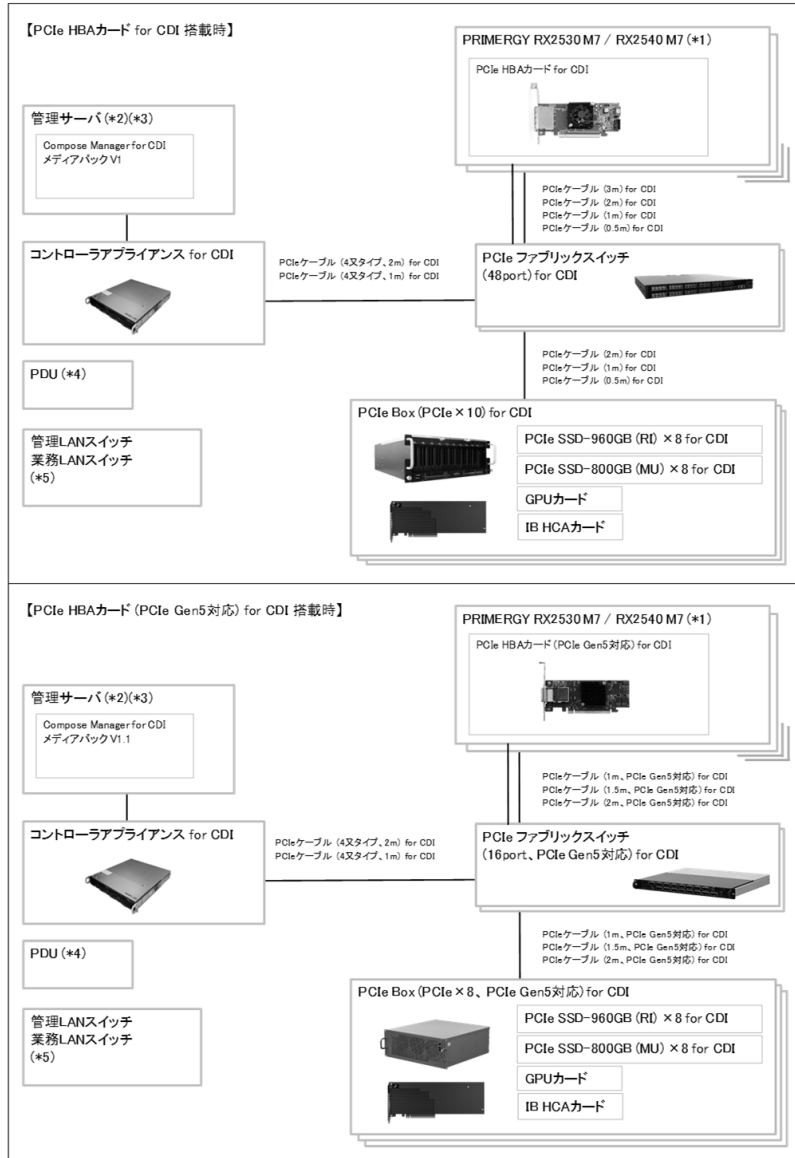 【PCIe HBAカード for CDI 搭載時】
PRIMERGY RX2530 M7 / RX2540 M7 (*1)
PCIe HBAカード for CDI
管理サーバ (*2)(*3)
Compose Manager for CDI
メディアパック V1
PCIeケーブル (3m) for CDI
PCIeケーブル (2m) for CDI
PCIeケーブル (1m) for CDI
PCIeケーブル (0.5m) for CDI
コントローラアプライアンス for CDI
PCIeケーブル (4又タイプ、2m) for CDI
PCIeケーブル (4又タイプ、1m) for CDI
PCIe ファブリックスイッチ
(48port) for CDI
PCIeケーブル (2m) for CDI
PCIeケーブル (1m) for CDI
PCIeケーブル (0.5m) for CDI
PDU (*4)
管理LANスイッチ
業務LANスイッチ
(*5)
PCIe Box (PCIe×10) for CDI
PCIe SSD-960GB (RI) ×8 for CDI
PCIe SSD-800GB (MU) ×8 for CDI
GPUカード
IB HCAカード
【PCIe HBAカード (PCIe Gen5対応) for CDI 搭載時】
PRIMERGY RX2530 M7 / RX2540 M7 (*1)
PCIe HBAカード (PCIe Gen5対応) for CDI
管理サーバ (*2)(*3)
Compose Manager for CDI
メディアパック V1.1
PCIeケーブル (1m、PCIe Gen5対応) for CDI
PCIeケーブル (1.5m、PCIe Gen5対応) for CDI
PCIeケーブル (2m、PCIe Gen5対応) for CDI
コントローラアプライアンス for CDI
PCIeケーブル (4又タイプ、2m) for CDI
PCIeケーブル (4又タイプ、1m) for CDI
PCIe ファブリックスイッチ
(16port、PCIe Gen5対応) for CDI
PCIeケーブル (1m、PCIe Gen5対応) for CDI
PCIeケーブル (1.5m、PCIe Gen5対応) for CDI
PCIeケーブル (2m、PCIe Gen5対応) for CDI
PDU (*4)
管理LANスイッチ
業務LANスイッチ
(*5)
PCIe Box (PCIe×8、PCIe Gen5対応) for CDI
PCIe SSD-960GB (RI) ×8 for CDI
PCIe SSD-800GB (MU) ×8 for CDI
GPUカード
IB HCAカード